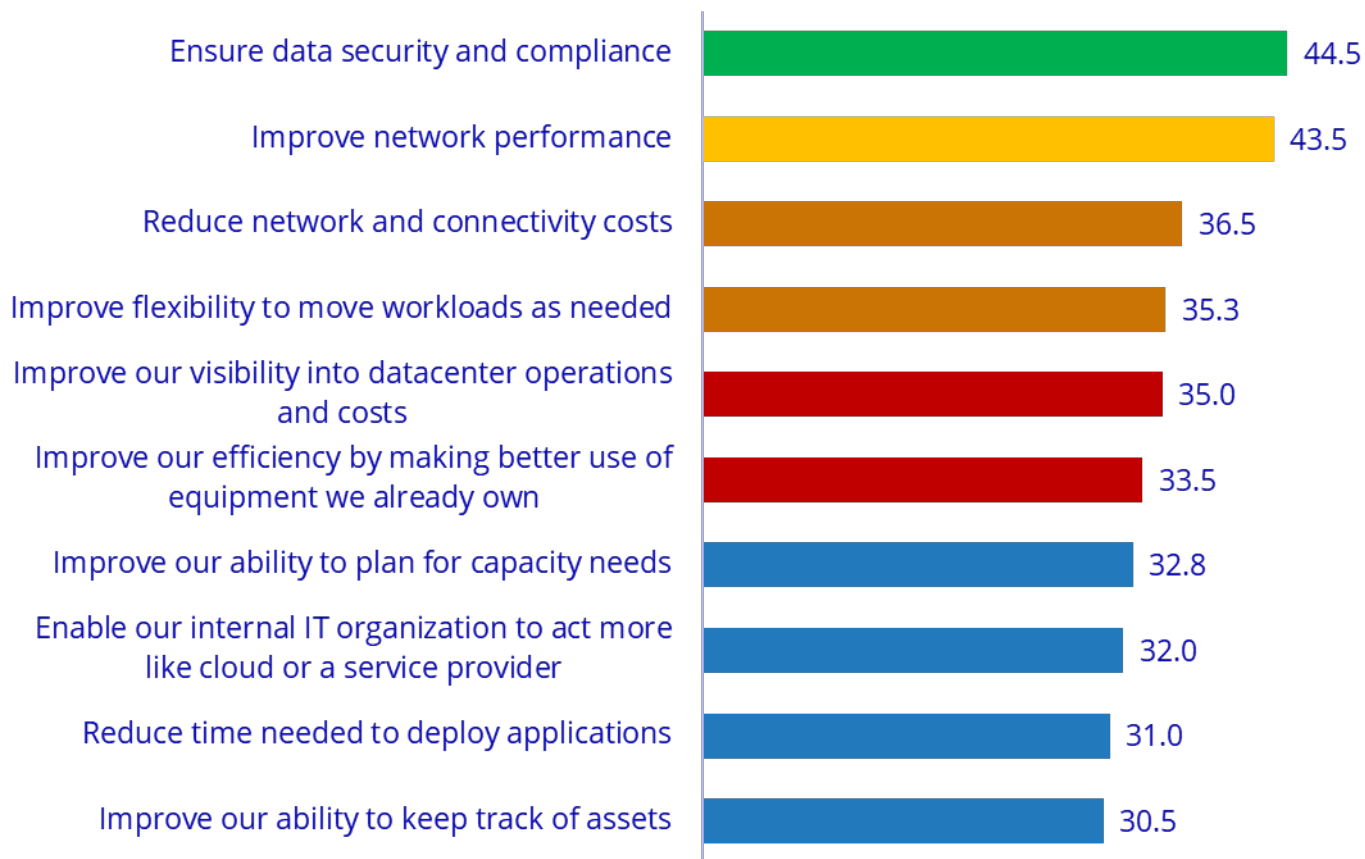 Ensure data security and compliance 44.5
Improve network performance 43.5
Reduce network and connectivity costs 36.5
Improve flexibility to move workloads as needed 35.3
Improve our visibility into datacenter operations
and costs 35.0
Improve our efficiency by making better use of
equipment we already own 33.5
Improve our ability to plan for capacity needs 32.8
Enable our internal IT organization to act more
like cloud or a service provider 32.0
Reduce time needed to deploy applications 31.0
Improve our ability to keep track of assets 30.5